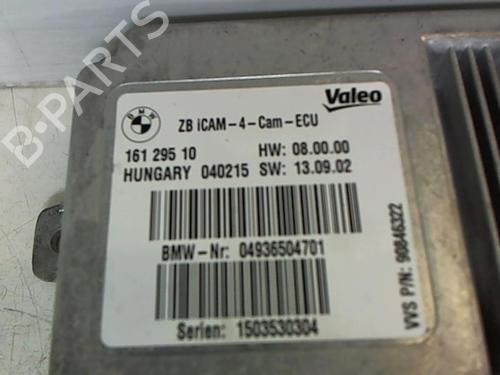 B-PARTS
BMW
ZB iCAM-4-Cam-ECU
Valeo
161 295 10
HW: 08.00.00
HUNGARY 040215
SW: 13.09.02
BMW-Nr: 04936504701
Serien: 1503530304
VVS P/N: 90846322